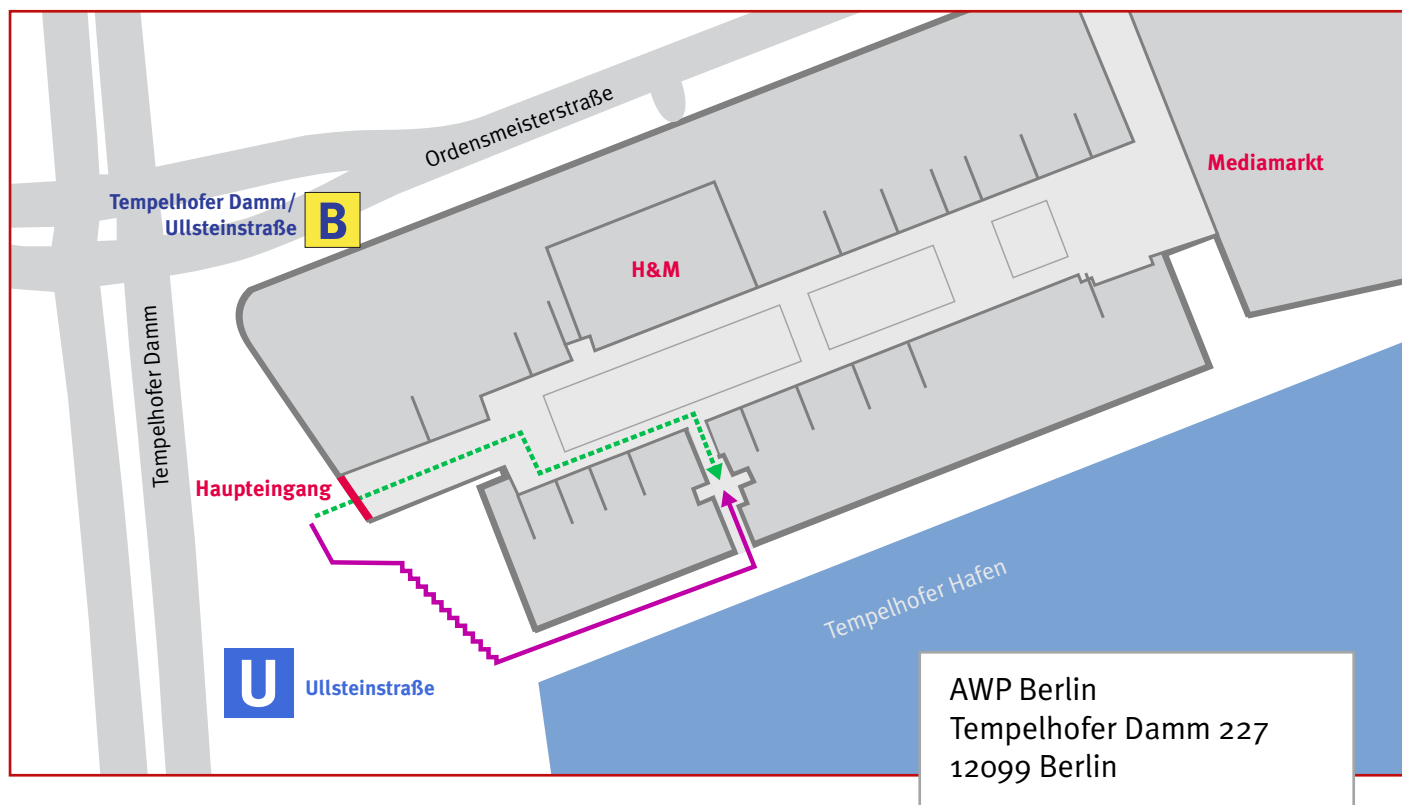 Ordensmeisterstraße
Mediamarkt
Tempelhofer Damm/
Ullsteinstraße
B
H&M
Tempelhofer Damm
Haupteingang
Tempelhofer Hafen
U
Ullsteinstraße
AWP Berlin
Tempelhofer Damm 227
12099 Berlin